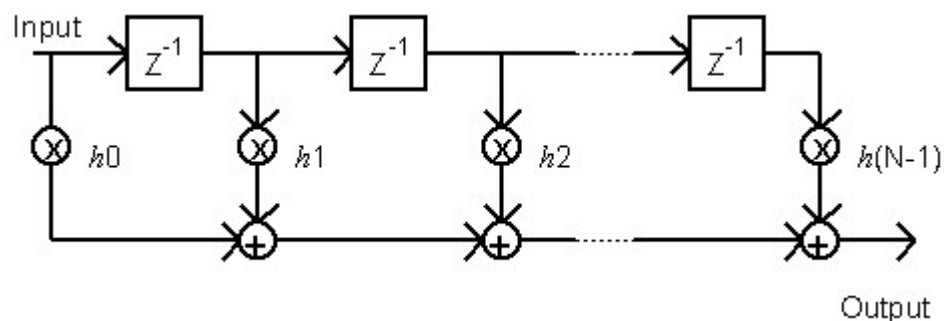 Input
Z⁻¹ Z⁻¹ Z⁻¹
x h0 x h1 x h2 x h(N-1)
+ + +
Output